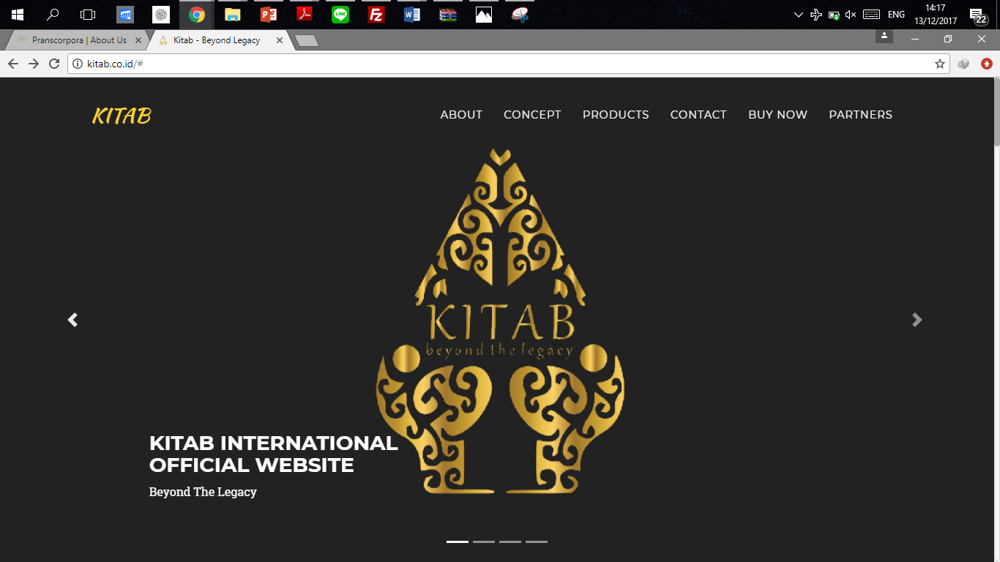 ENG
14:17
13/12/2017
22
Pranscorpora | About Us
Kitab - Beyond Legacy
kitab.co.id/#
KITAB
ABOUT
CONCEPT
PRODUCTS
CONTACT
BUY NOW
PARTNERS
KITAB
beyond the legacy
KITAB INTERNATIONAL
OFFICIAL WEBSITE
Beyond The Legacy